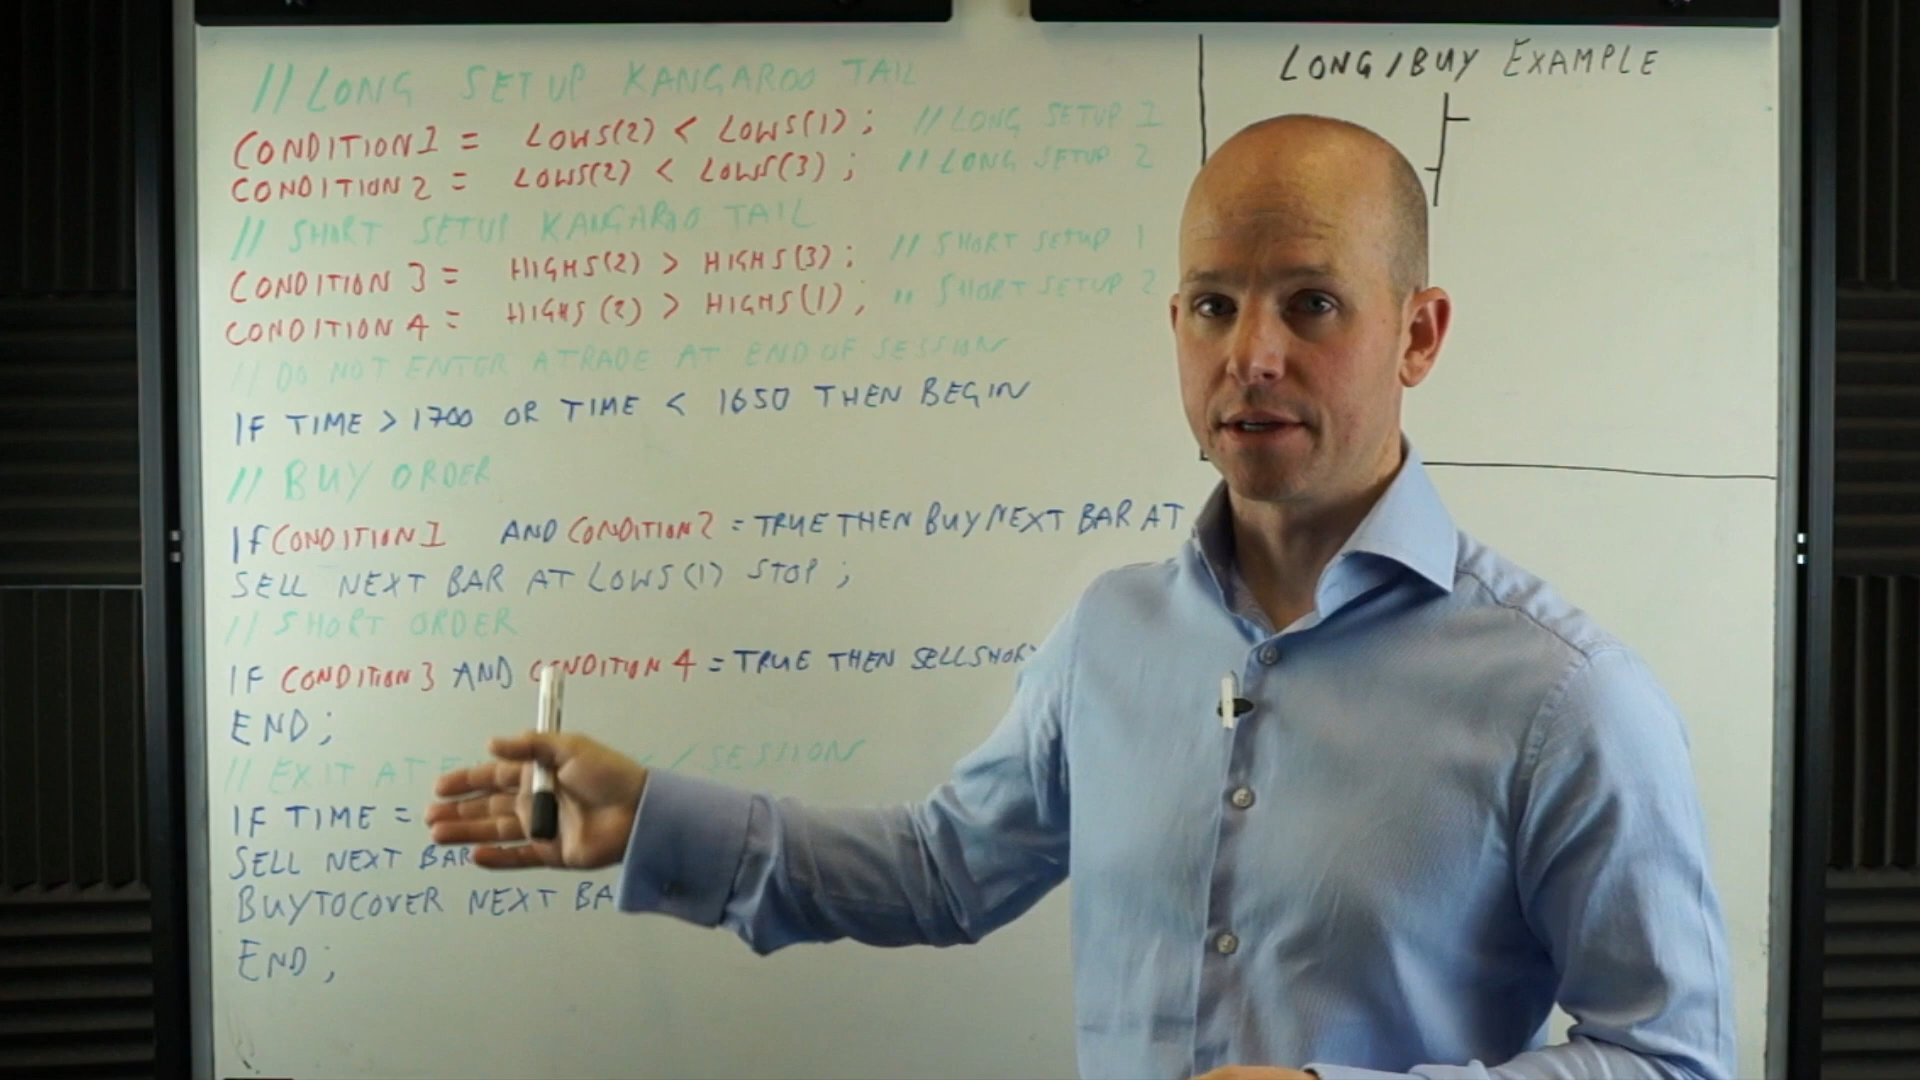 // LONG SETUP KANGAROO TAIL
CONDITION1 = LOWS(2) < LOWS(1); // LONG SETUP 1
CONDITION2 = LOWS(2) < LOWS(3); // LONG SETUP 2
// SHORT SETUP KANGAROO TAIL
CONDITION 3 = HIGHS(2) > HIGHS(3); // SHORT SETUP 1
CONDITION 4 = HIGHS(2) > HIGHS(1); // SHORT SETUP 2
// DO NOT ENTER A TRADE AT END OF SESSION
IF TIME > 1700 OR TIME < 1650 THEN BEGIN
// BUY ORDER
IF CONDITION1 AND CONDITION2 = TRUE THEN BUY NEXT BAR AT
SELL NEXT BAR AT LOWS(1) STOP;
// SHORT ORDER
IF CONDITION 3 AND CONDITION 4 = TRUE THEN SELLSHOR
END;
// EXIT AT / SESSION
IF TIME =
SELL NEXT BAR
BUYTOCOVER NEXT BA
END;
LONG/BUY EXAMPLE